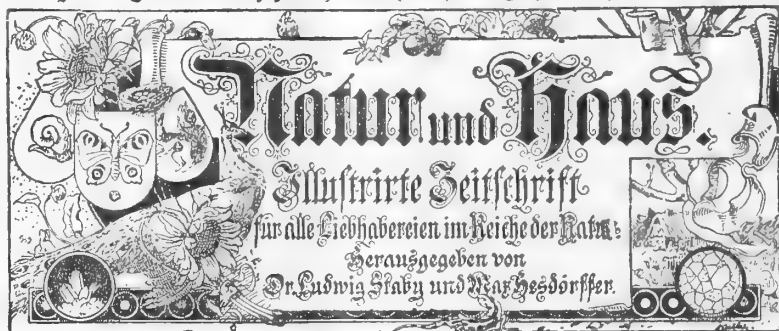 Natur und Haus.
Illustrirte Zeitschrift
für alle Liebhabereien im Reiche der Natur.
Herausgegeben von
Dr. Ludwig Staby und Max Hesdörffer.